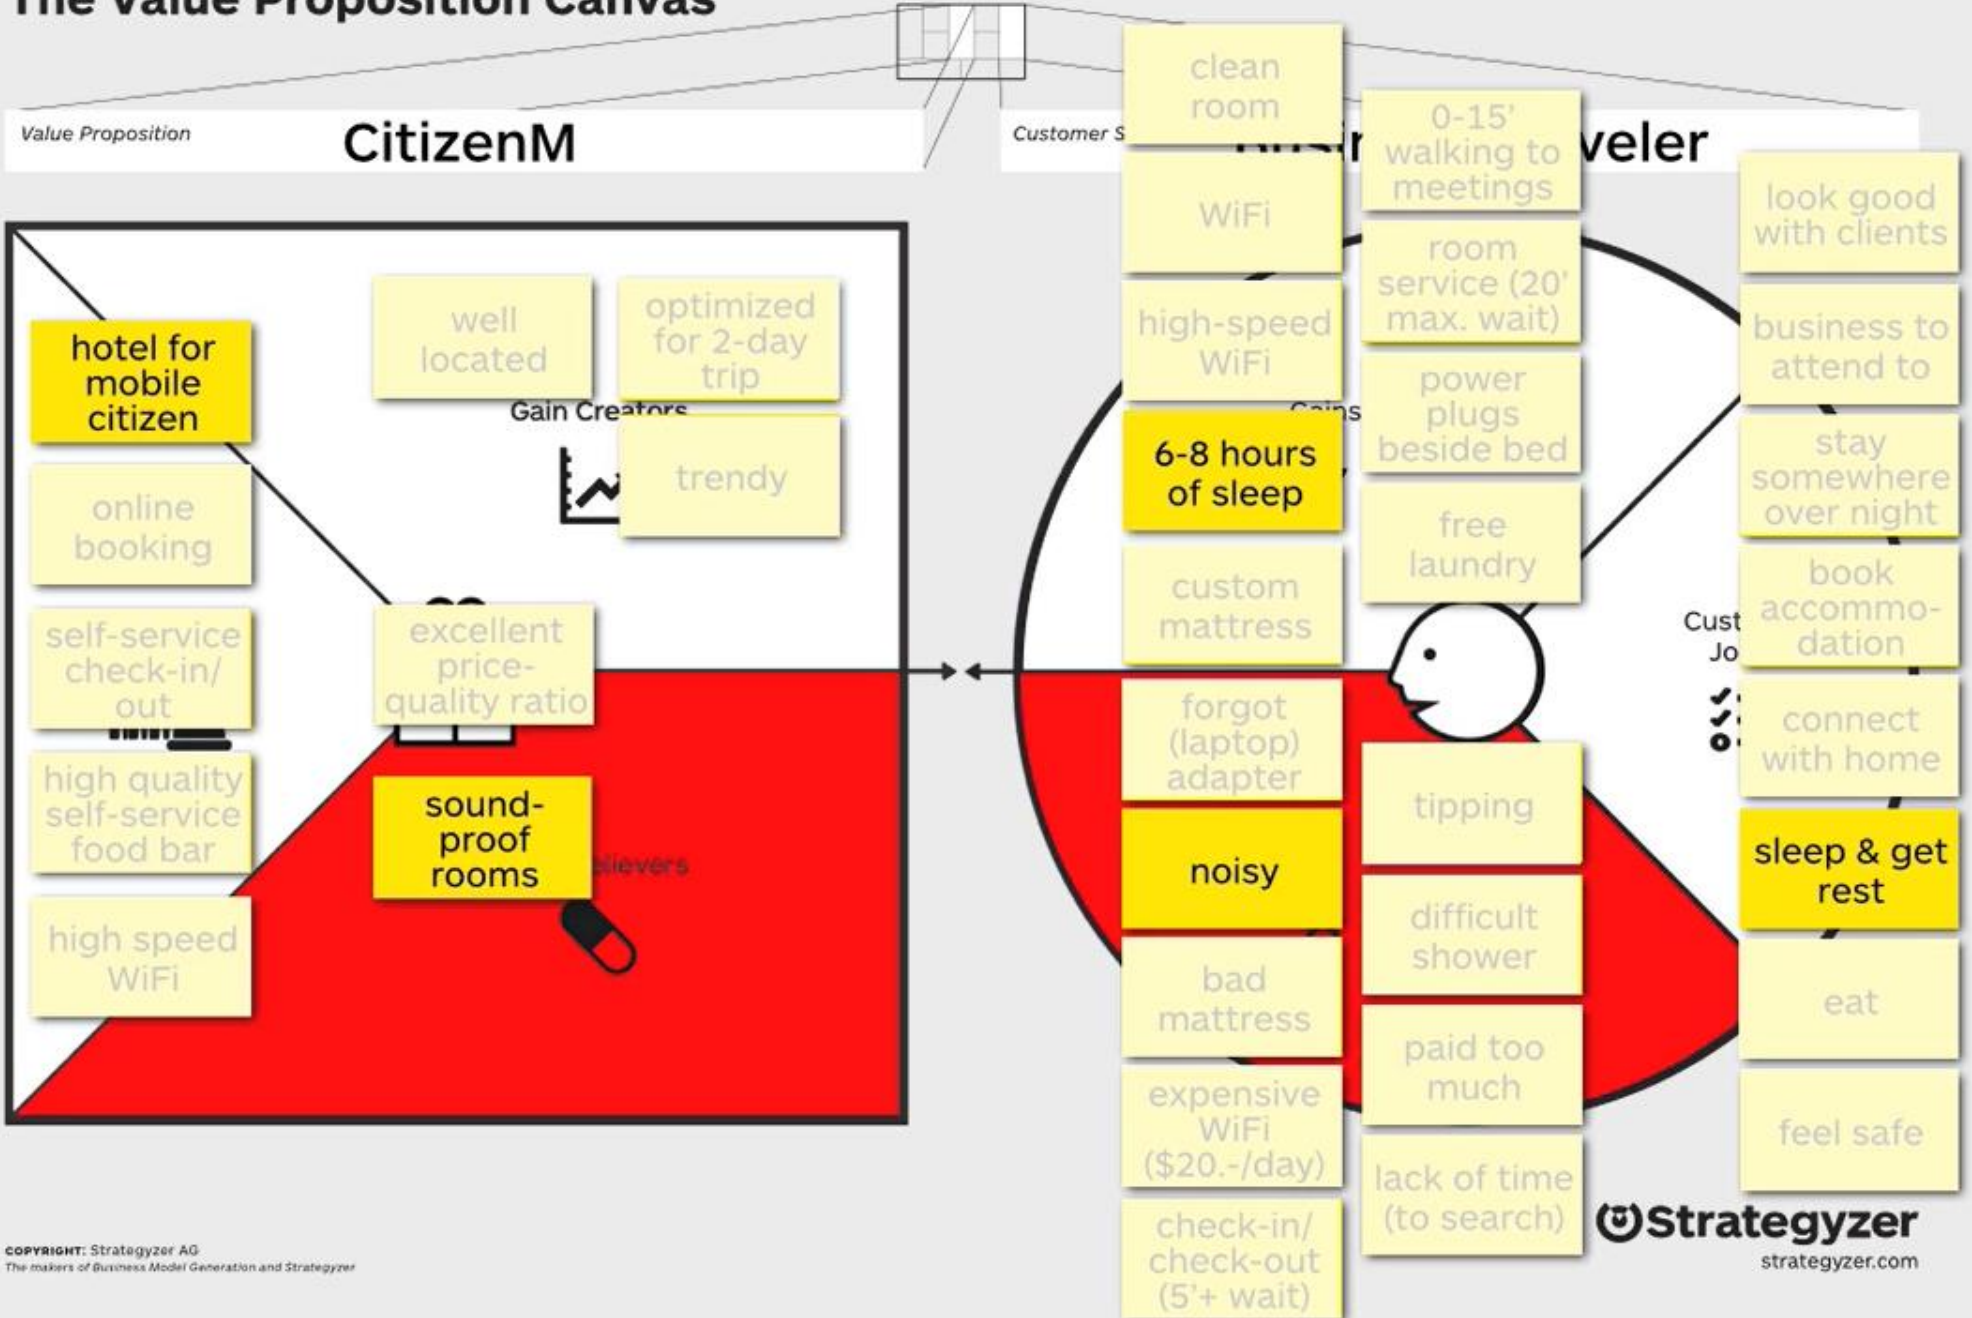 The Value Proposition Canvas
Value Proposition
CitizenM
Customer S
veler
hotel for
mobile
citizen
online
booking
self-service
check-in/
out
high quality
self-service
food bar
high speed
WiFi
well
located
optimized
for 2-day
trip
Gain Creators
trendy
excellent
price-
quality ratio
sound-
proof
rooms
elievers
clean
room
WiFi
high-speed
WiFi
Gains
6-8 hours
of sleep
custom
mattress
0-15’
walking to
meetings
room
service (20’
max. wait)
power
plugs
beside bed
free
laundry
forgot
(laptop)
adapter
noisy
bad
mattress
expensive
WiFi
($20.-/day)
check-in/
check-out
(5’+ wait)
tipping
difficult
shower
paid too
much
lack of time
(to search)
Cust
Jo
look good
with clients
business to
attend to
stay
somewhere
over night
book
accommo-
dation
connect
with home
sleep & get
rest
eat
feel safe
COPYRIGHT: Strategyzer AG
The makers of Business Model Generation and Strategyzer
Strategyzer
strategyzer.com